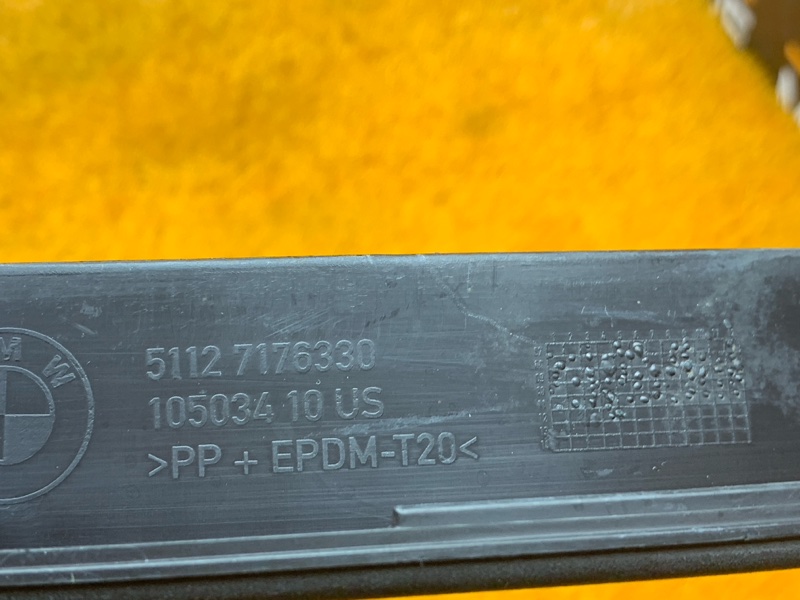 M W
5112 7176330
105034 10 US
>PP + EPDM-T20<